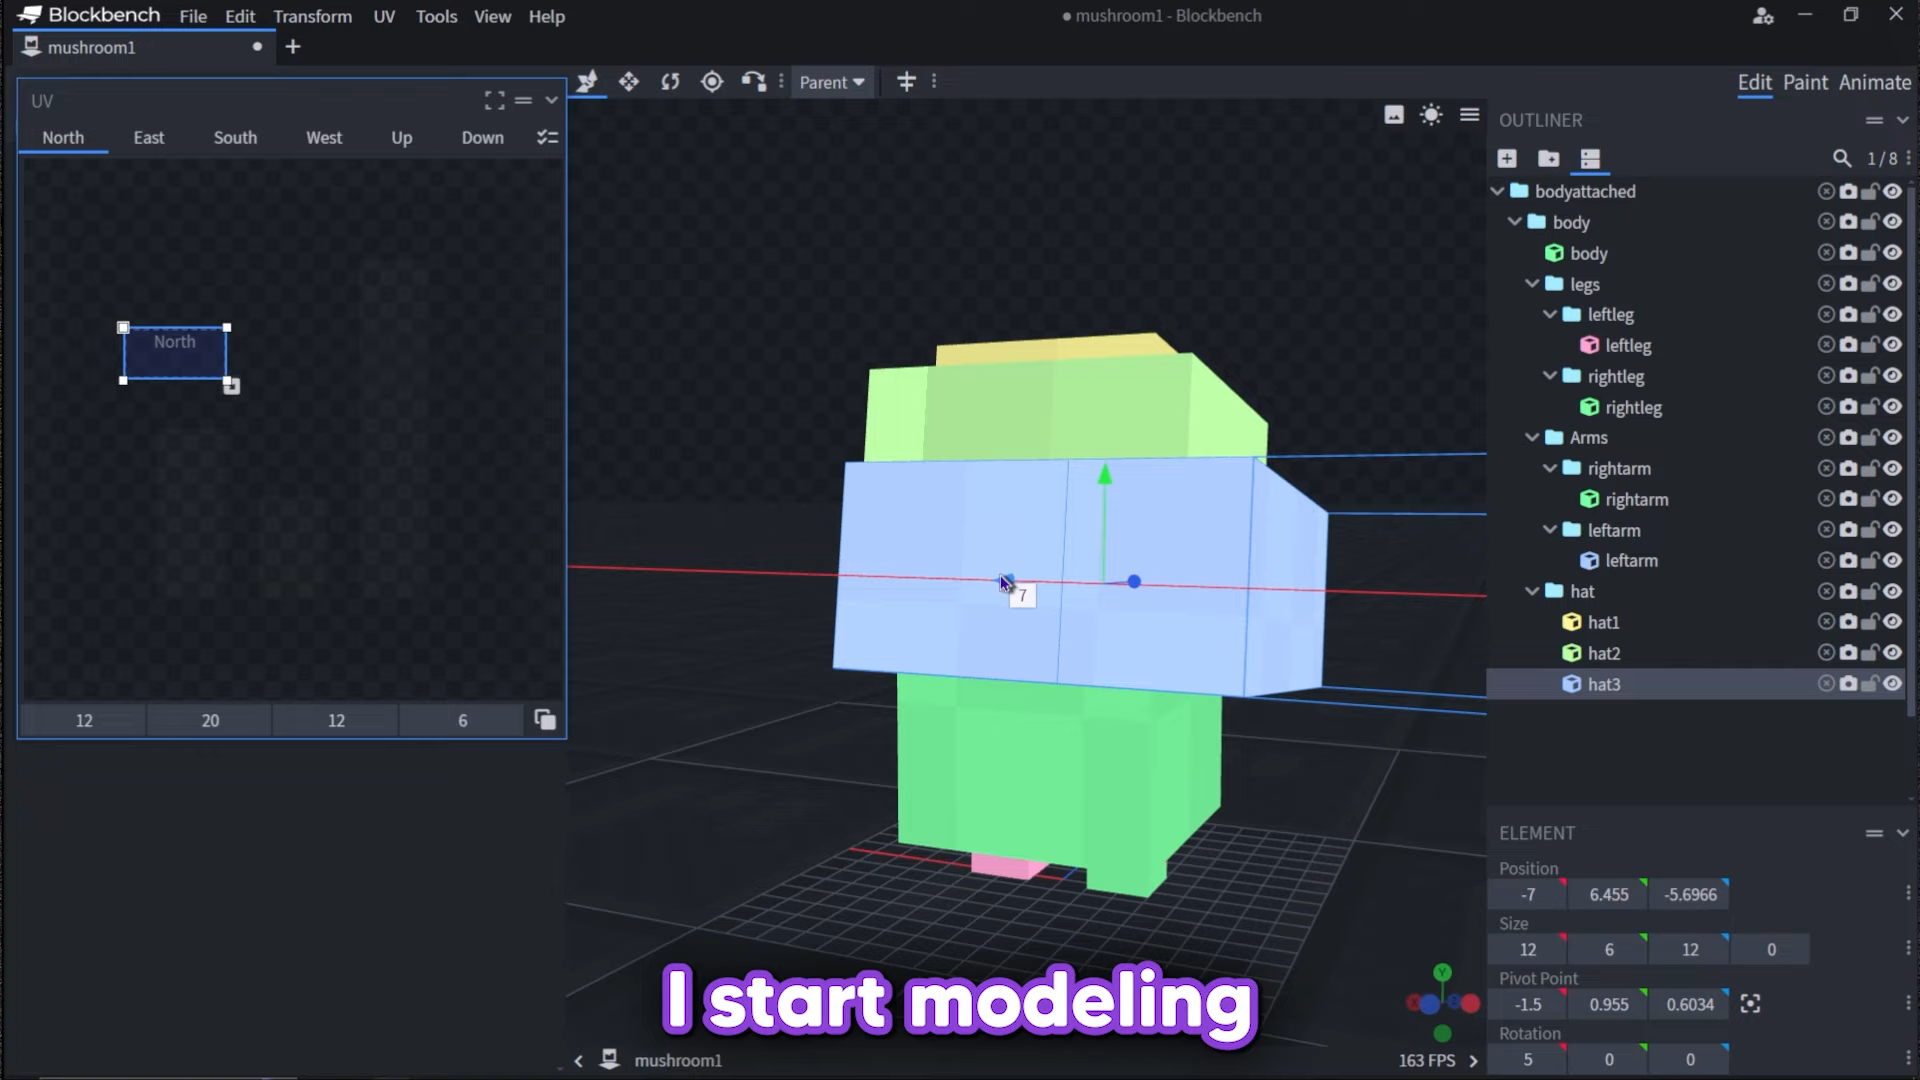 Blockbench File Edit Transform UV Tools View Help
mushroom1 - Blockbench
mushroom1
UV
North East South West Up Down
North
12 20 12 6
Parent
7
Edit Paint Animate
OUTLINER
1/8
bodyattached
body
body
legs
leftleg
leftleg
rightleg
rightleg
Arms
rightarm
rightarm
leftarm
leftarm
hat
hat1
hat2
hat3
ELEMENT
Position
-7 6.455 -5.6966
Size
12 6 12 0
Pivot Point
-1.5 0.955 0.6034
Rotation
5 0 0
Y
I start modeling
mushroom1
163 FPS